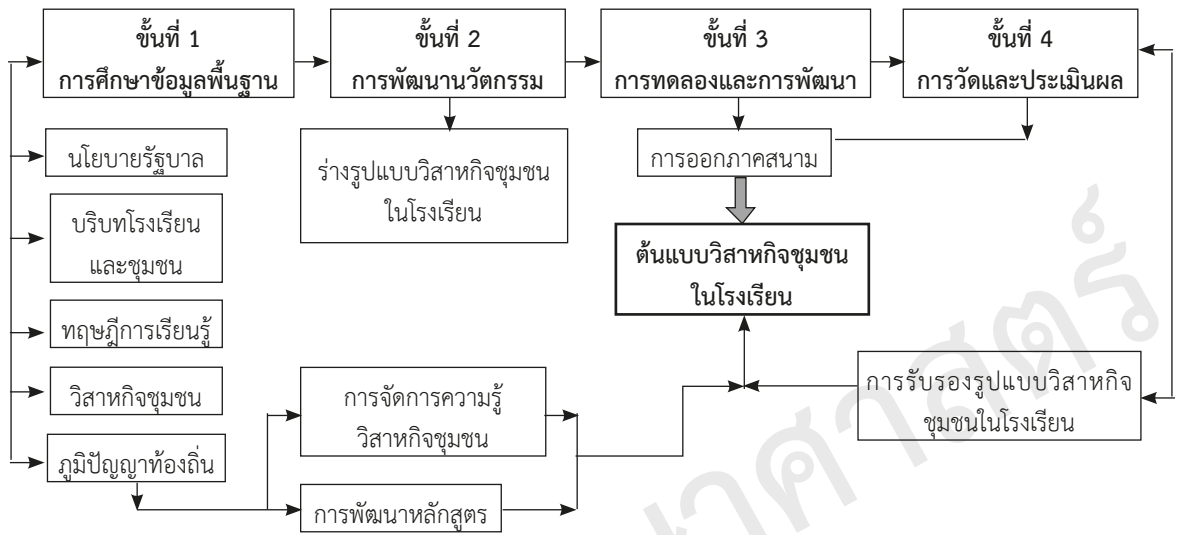 ขั้นที่ 1
การศึกษาข้อมูลพื้นฐาน
ขั้นที่ 2
การพัฒนานวัตกรรม
ขั้นที่ 3
การทดลองและการพัฒนา
ขั้นที่ 4
การวัดและประเมินผล
นโยบายรัฐบาล
บริบทโรงเรียน
และชุมชน
ทฤษฎีการเรียนรู้
วิสาหกิจชุมชน
ภูมิปัญญาท้องถิ่น
ร่างรูปแบบวิสาหกิจชุมชน
ในโรงเรียน
การออกภาคสนาม
ต้นแบบวิสาหกิจชุมชน
ในโรงเรียน
การจัดการความรู้
วิสาหกิจชุมชน
การพัฒนาหลักสูตร
การรับรองรูปแบบวิสาหกิจ
ชุมชนในโรงเรียน